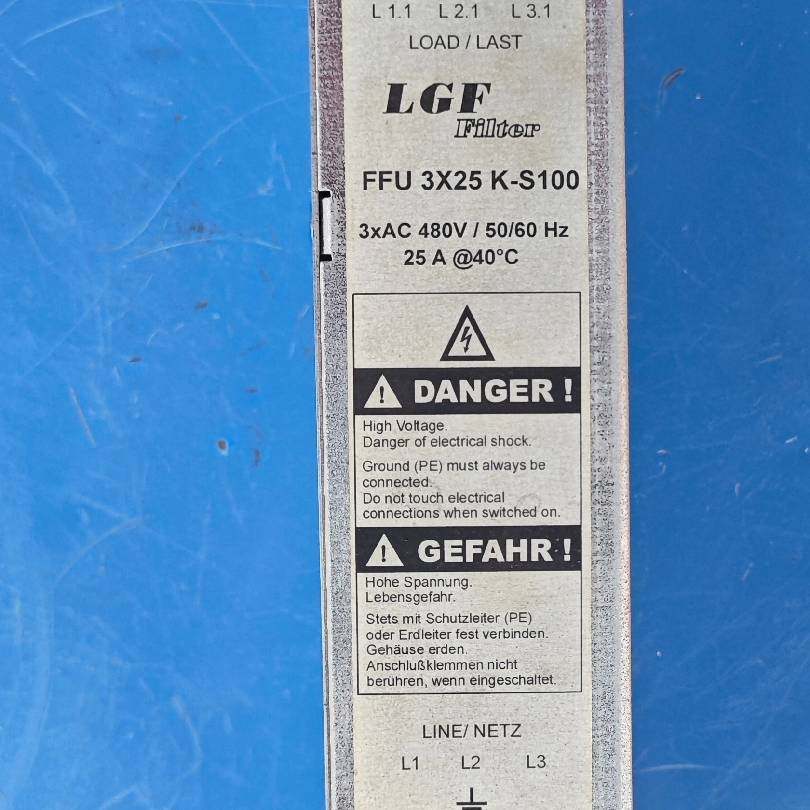 L1.1 L2.1 L3.1
LOAD / LAST
LGF
Filter
FFU 3X25 K-S100
3xAC 480V / 50/60 Hz
25 A @40°C
DANGER !
High Voltage.
Danger of electrical shock.
Ground (PE) must always be
connected.
Do not touch electrical
connections when switched on.
GEFAHR !
Hohe Spannung.
Lebensgefahr.
Stets mit Schutzleiter (PE)
oder Erdleiter fest verbinden.
Gehäuse erden.
Anschlußklemmen nicht
berühren, wenn eingeschaltet.
LINE/ NETZ
L1 L2 L3